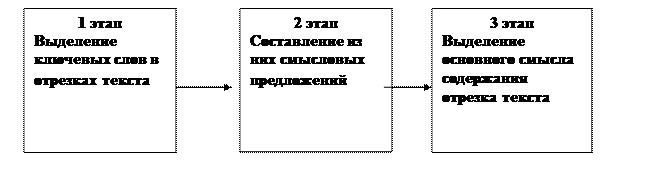 1 этап
Выделение
ключевых слов в
отрезках текста
2 этап
Составление из
них смысловых
предложений
3 этап
Выделение
основного смысла
содержания
отрезка текста